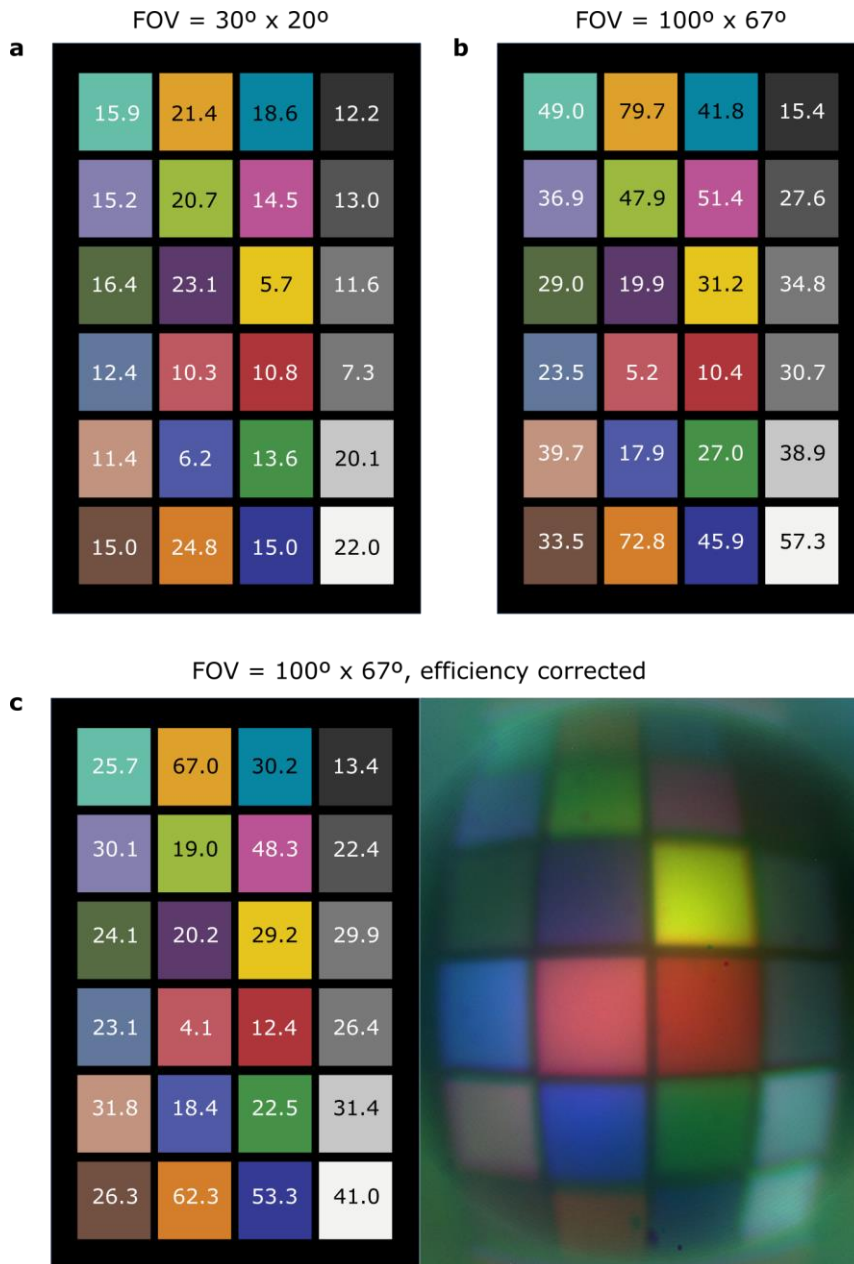 FOV = 30º x 20º
a
15.9 21.4 18.6 12.2
15.2 20.7 14.5 13.0
16.4 23.1 5.7 11.6
12.4 10.3 10.8 7.3
11.4 6.2 13.6 20.1
15.0 24.8 15.0 22.0
FOV = 100º x 67º
b
49.0 79.7 41.8 15.4
36.9 47.9 51.4 27.6
29.0 19.9 31.2 34.8
23.5 5.2 10.4 30.7
39.7 17.9 27.0 38.9
33.5 72.8 45.9 57.3
FOV = 100º x 67º, efficiency corrected
c
25.7 67.0 30.2 13.4
30.1 19.0 48.3 22.4
24.1 20.2 29.2 29.9
23.1 4.1 12.4 26.4
31.8 18.4 22.5 31.4
26.3 62.3 53.3 41.0